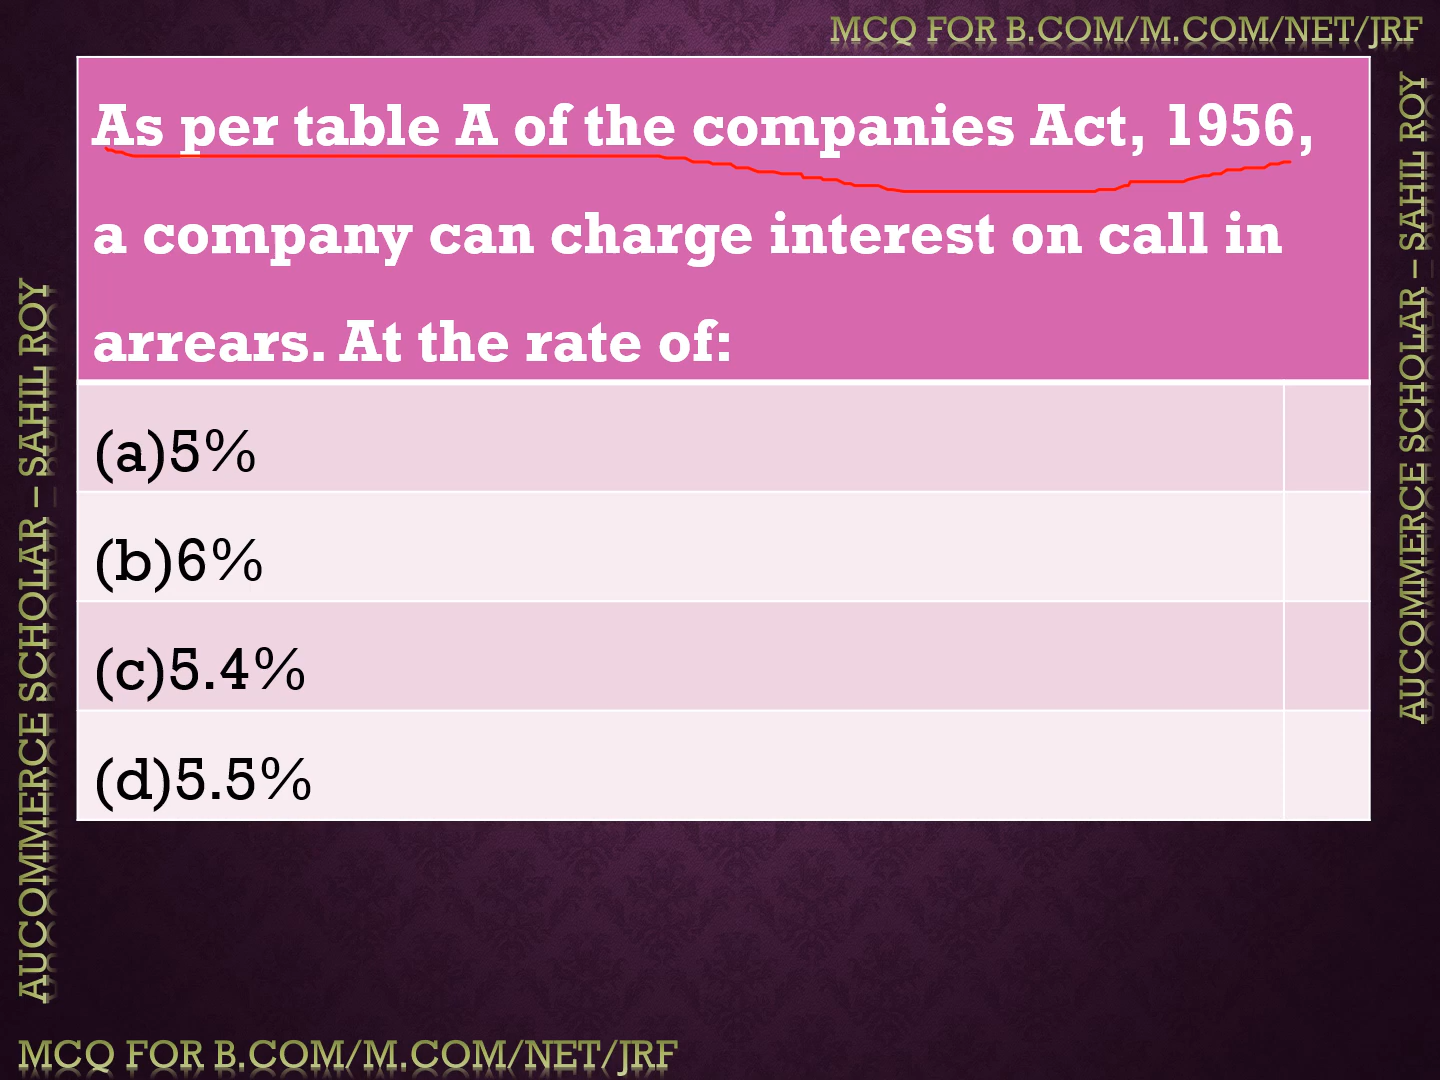 MCQ FOR B.COM/M.COM/NET/JRF
As per table A of the companies Act, 1956,
a company can charge interest on call in
arrears. At the rate of:
(a)5%
(b)6%
(c)5.4%
(d)5.5%
AUCOMMERCE SCHOLAR – SAHIL ROY
AUCOMMERCE SCHOLAR – SAHIL ROY
MCQ FOR B.COM/M.COM/NET/JRF